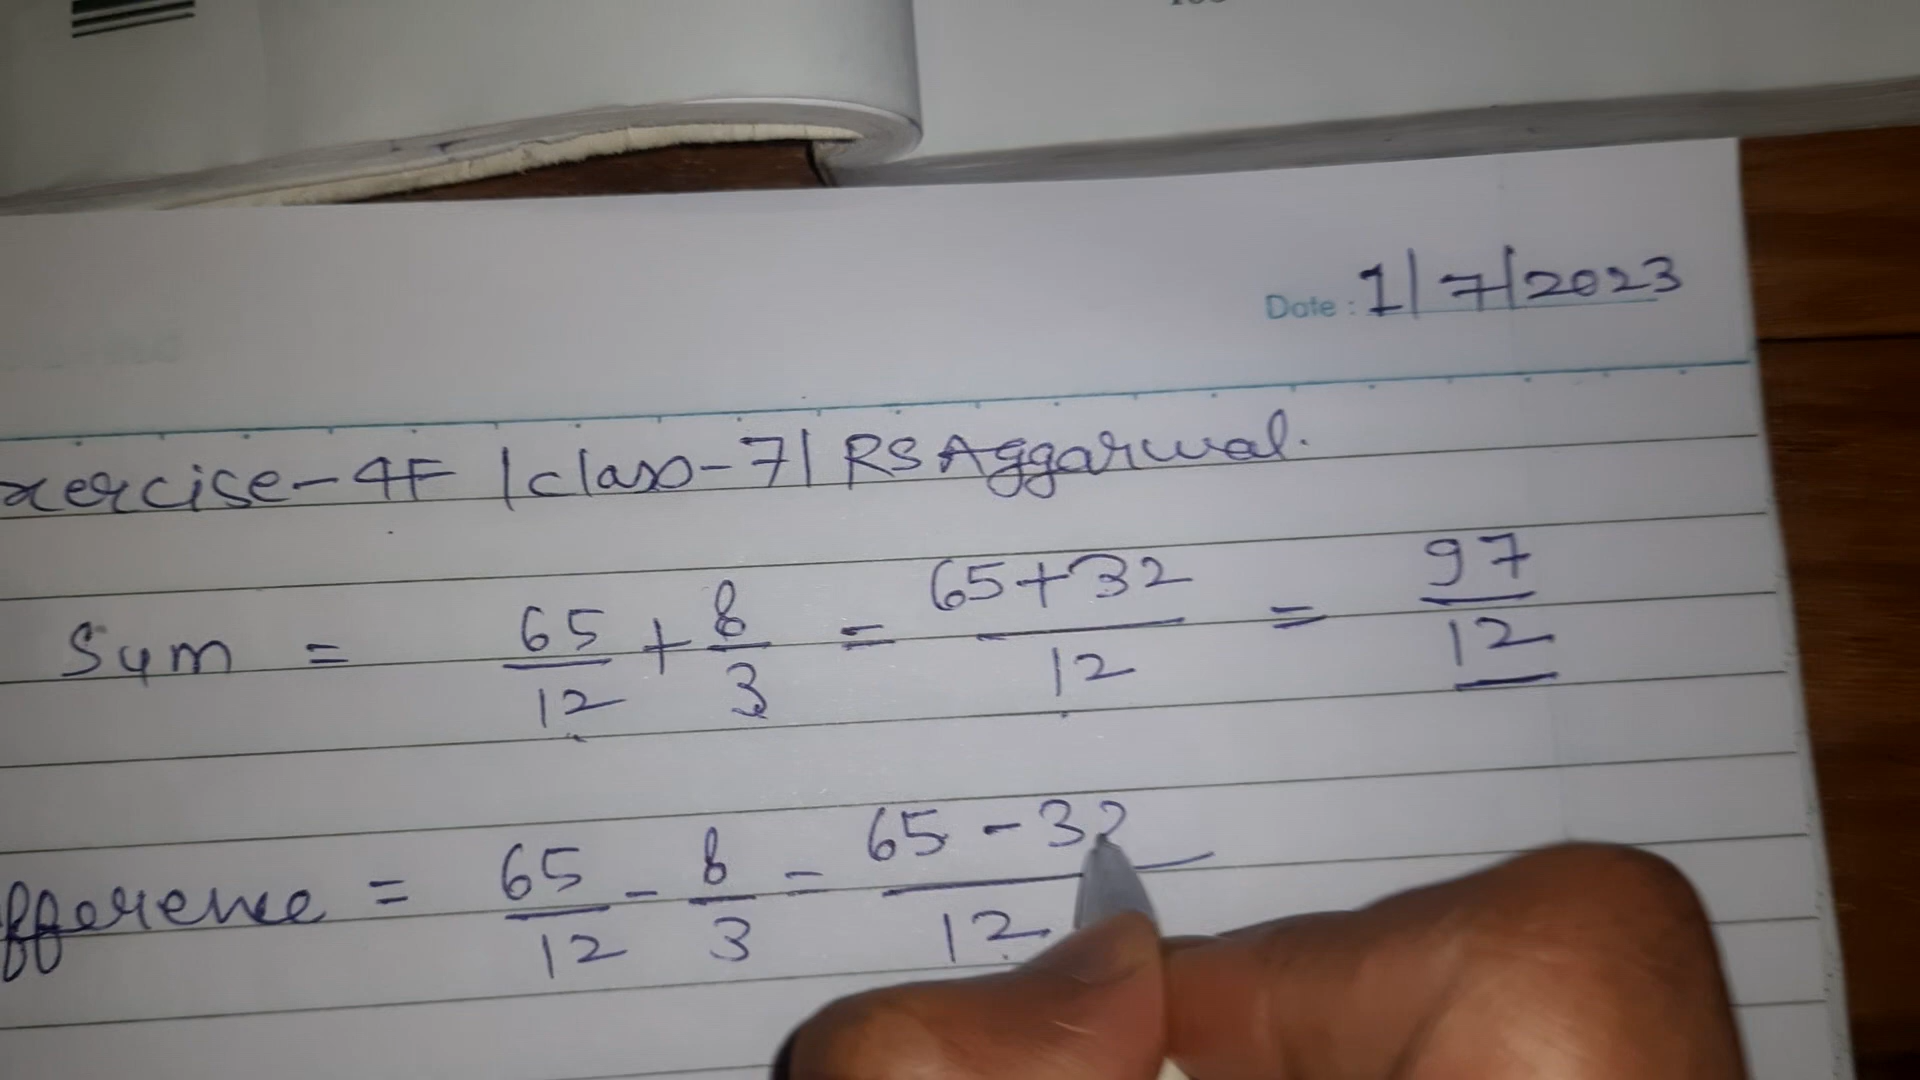 Date: 1/7/2023
xercise-4F / class-7/ RS Aggarwal.
Sum = 65/12 + 8/3 = 65+32/12 = 97/12
fference = 65/12 - 8/3 = 65-32/12